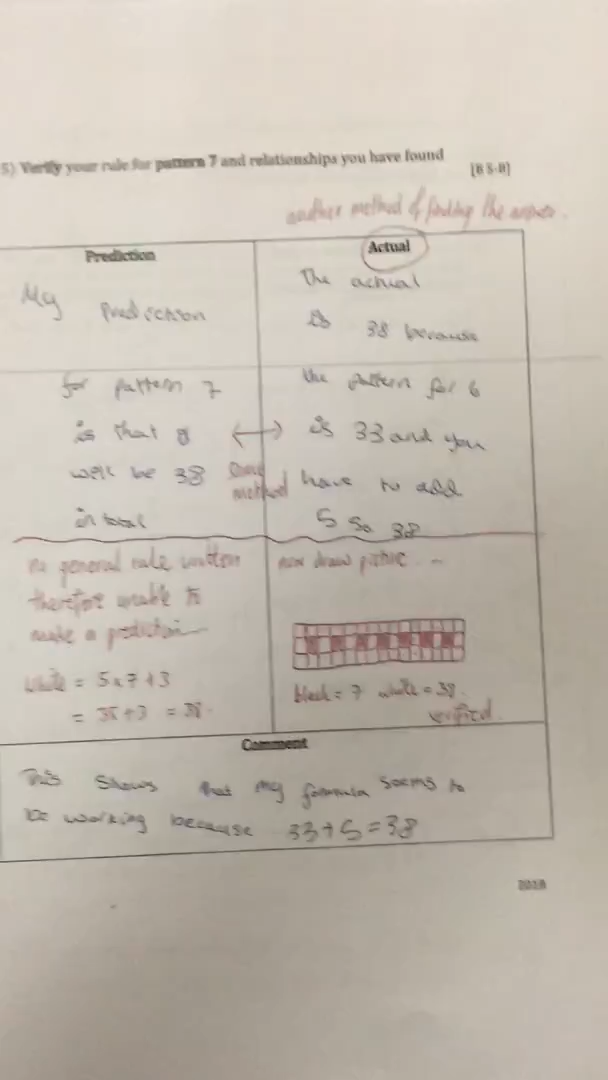 5) Verify your rule for pattern 7 and relationships you have found
[B 5-8]
another method of finding the answer.
Prediction
My prediction
for pattern 7
is that
will be 38
in total
Actual
The actual
is 38 because
the pattern for 6
is 33 and you
have to add
5 so 38
same
method
no general rule written
therefore unable to
make a prediction
white = 5x7+3
= 35+3 = 38.
now draw picture...
black = 7 white = 38.
verified.
Comment
This shows that my formula seems to
be working because 33+5=38
2018